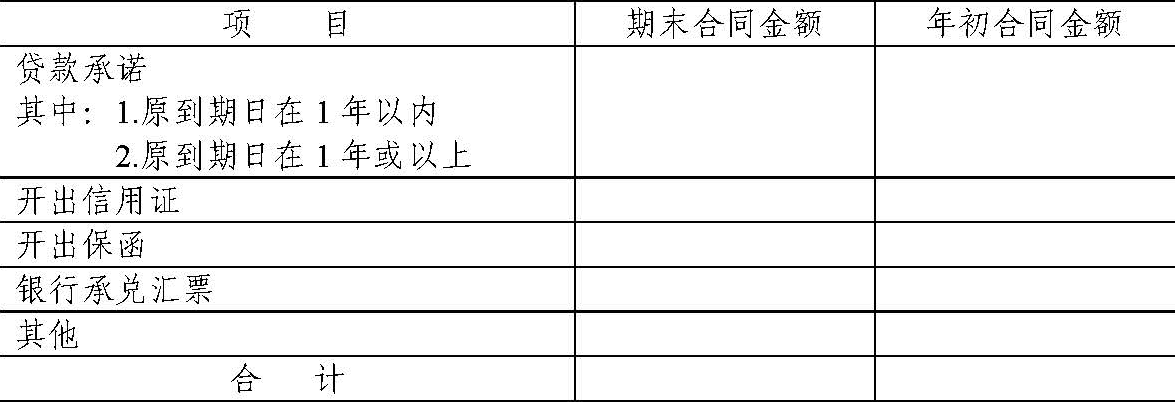 项 目 期末合同金额 年初合同金额
贷款承诺
其中：1.原到期日在 1 年以内
2.原到期日在 1 年或以上
开出信用证
开出保函
银行承兑汇票
其他
合 计